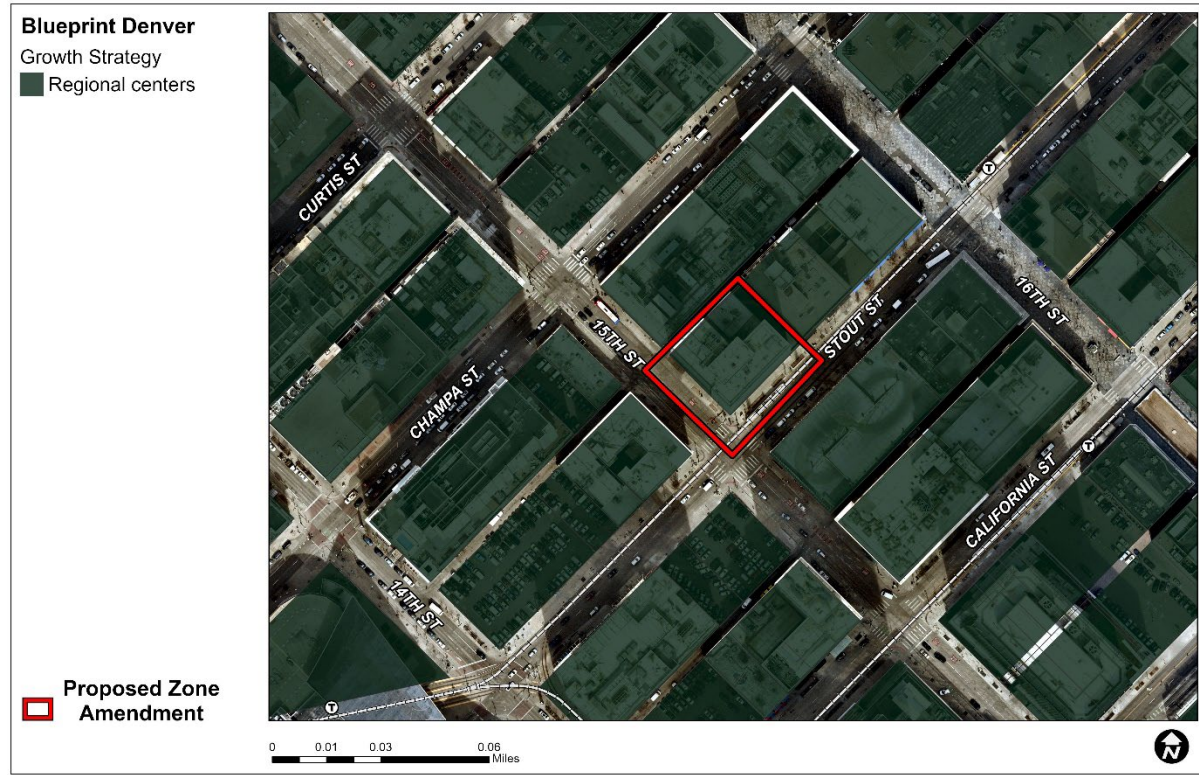 Blueprint Denver
Growth Strategy
Regional centers
CURTIS ST
CHAMPA ST
15TH ST
14TH ST
STOUT ST
16TH ST
CALIFORNIA ST
T
T
T
Proposed Zone
Amendment
0 0.01 0.03 0.06
Miles
N